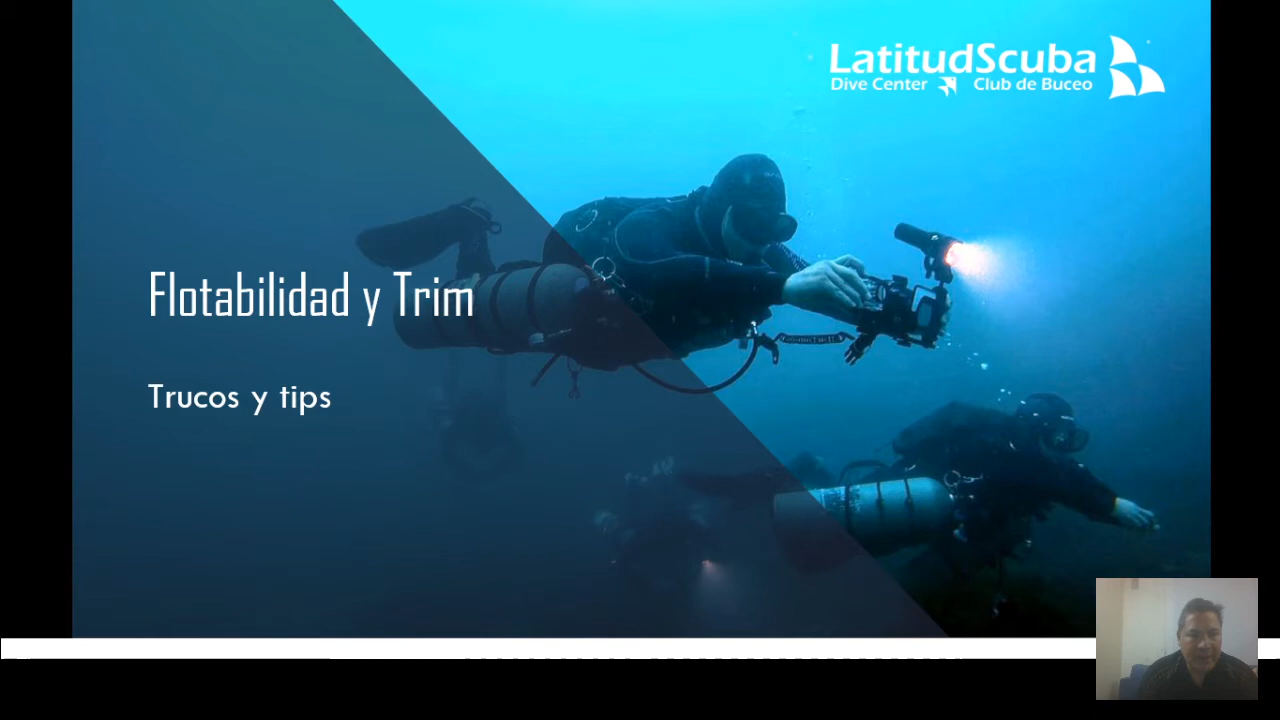 LatitudScuba
Dive Center Club de Buceo
Flotabilidad y Trim
Trucos y tips